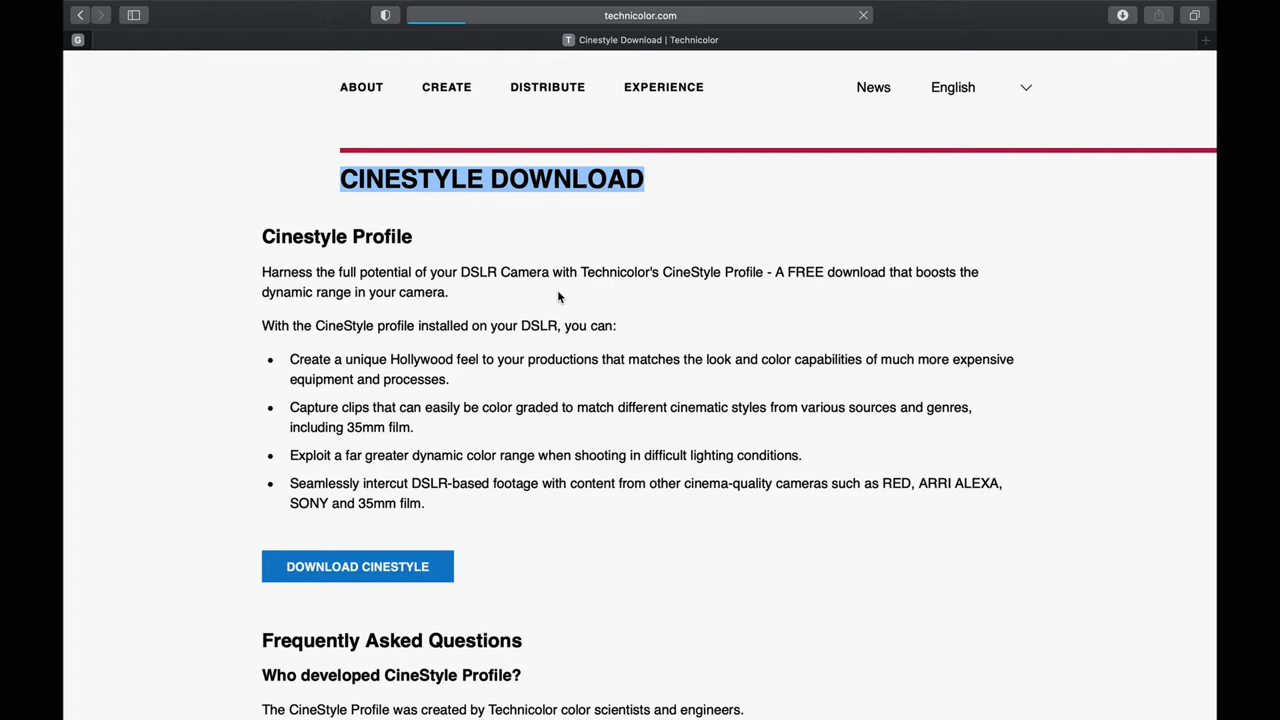 technicolor.com
G
T Cinestyle Download | Technicolor
ABOUT CREATE DISTRIBUTE EXPERIENCE News English
CINESTYLE DOWNLOAD
Cinestyle Profile
Harness the full potential of your DSLR Camera with Technicolor's CineStyle Profile - A FREE download that boosts the
dynamic range in your camera.
With the CineStyle profile installed on your DSLR, you can:
• Create a unique Hollywood feel to your productions that matches the look and color capabilities of much more expensive
equipment and processes.
• Capture clips that can easily be color graded to match different cinematic styles from various sources and genres,
including 35mm film.
• Exploit a far greater dynamic color range when shooting in difficult lighting conditions.
• Seamlessly intercut DSLR-based footage with content from other cinema-quality cameras such as RED, ARRI ALEXA,
SONY and 35mm film.
DOWNLOAD CINESTYLE
Frequently Asked Questions
Who developed CineStyle Profile?
The CineStyle Profile was created by Technicolor color scientists and engineers.